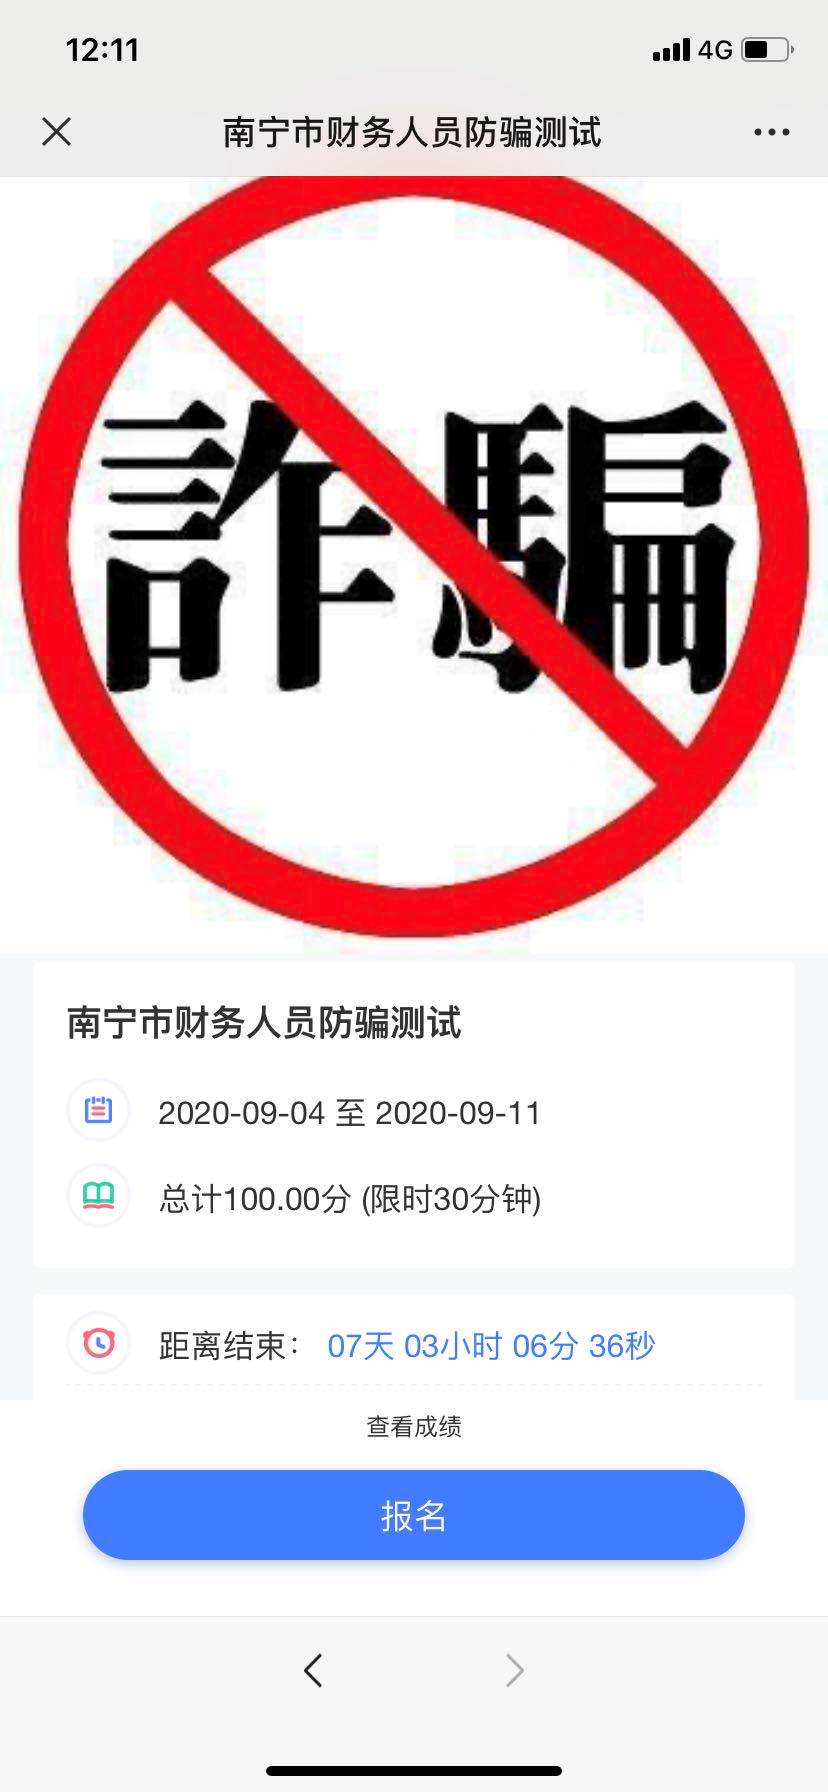 12:11
4G
南宁市财务人员防骗测试
詐騙
南宁市财务人员防骗测试
2020-09-04 至 2020-09-11
总计100.00分 (限时30分钟)
距离结束： 07天 03小时 06分 36秒
查看成绩
报名